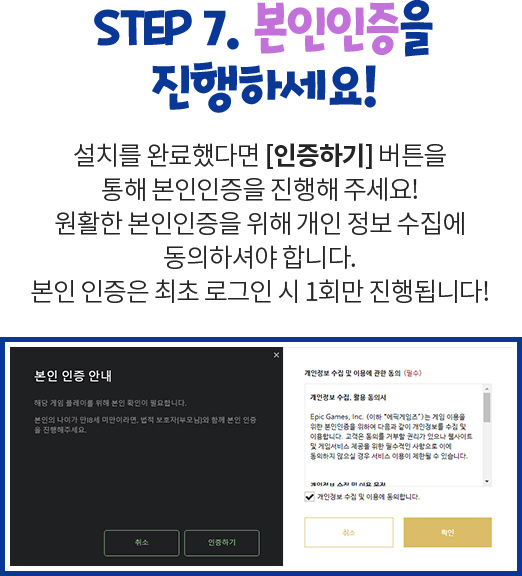 STEP 7. 본인인증을
진행하세요!
설치를 완료했다면 [인증하기] 버튼을
통해 본인인증을 진행해 주세요!
원활한 본인인증을 위해 개인 정보 수집에
동의하셔야 합니다.
본인 인증은 최초 로그인 시 1회만 진행됩니다!
본인 인증 안내
해당 게임 플레이를 위해 본인 확인이 필요합니다.
본인의 나이가 만18세 미만이라면, 법적 보호자(부모님)와 함께 본인 인증
을 진행해주세요.
취소
인증하기
개인정보 수집 및 이용에 관한 동의 (필수)
개인정보 수집, 활용 동의서
Epic Games, Inc. (이하 "에픽게임즈")는 게임 이용을
위한 본인인증을 위하여 다음과 같이 개인정보를 수집 및
이용합니다. 고객은 동의를 거부할 권리가 있으나 웹사이트
및 게임서비스 제공을 위한 필수적인 사항으로 이에
동의하지 않으실 경우 서비스 이용이 제한될 수 있습니다.
개인정보 수집 및 이용 목적
개인정보 수집 및 이용에 동의합니다.
취소
확인